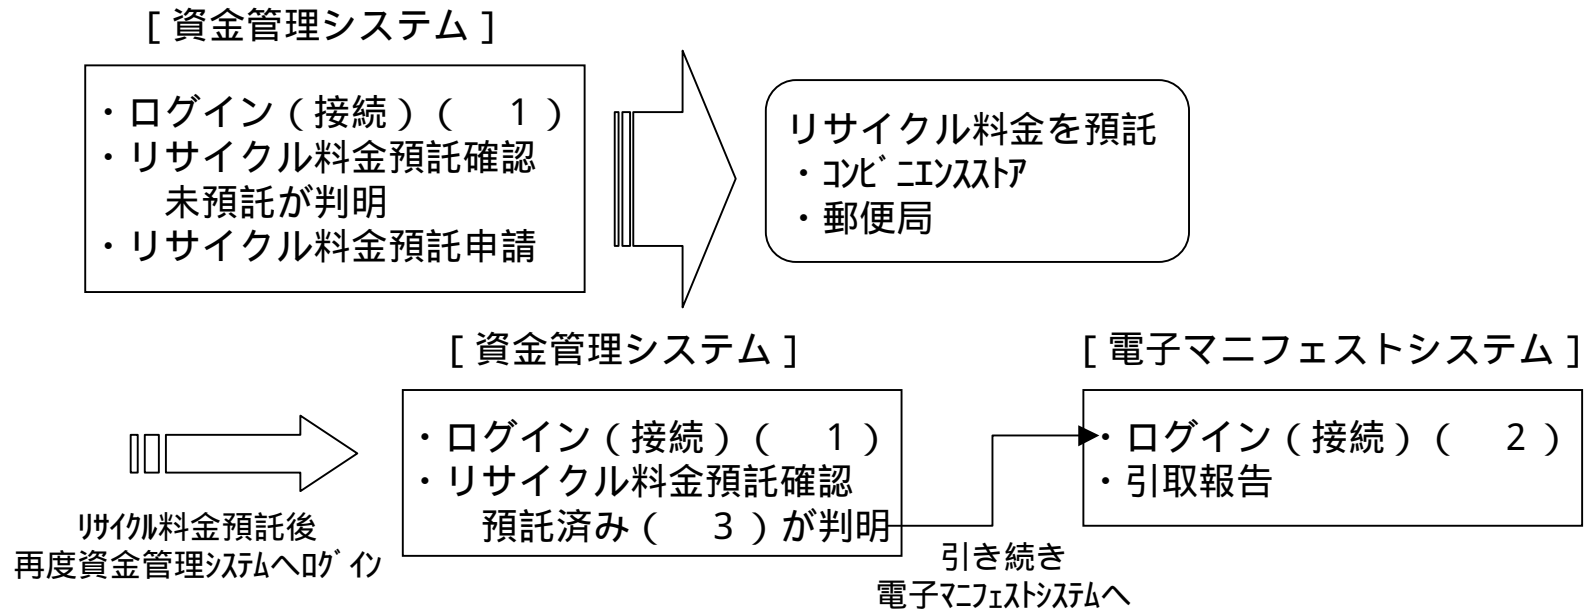 [ 資金管理システム ]
・ログイン（接続）（　1 ）
・リサイクル料金預託確認
未預託が判明
・リサイクル料金預託申請
リサイクル料金を預託
・ｺﾝﾋﾞﾆｴﾝｽｽﾄｱ
・郵便局
[ 資金管理システム ]
・ログイン（接続）（　1 ）
・リサイクル料金預託確認
預託済み（　3 ）が判明
[ 電子マニフェストシステム ]
・ログイン（接続）（　2 ）
・引取報告
ﾘｻｲｸﾙ料金預託後
再度資金管理ｼｽﾃﾑへﾛｸﾞｲﾝ
引き続き
電子ﾏﾆﾌｪｽﾄｼｽﾃﾑへ